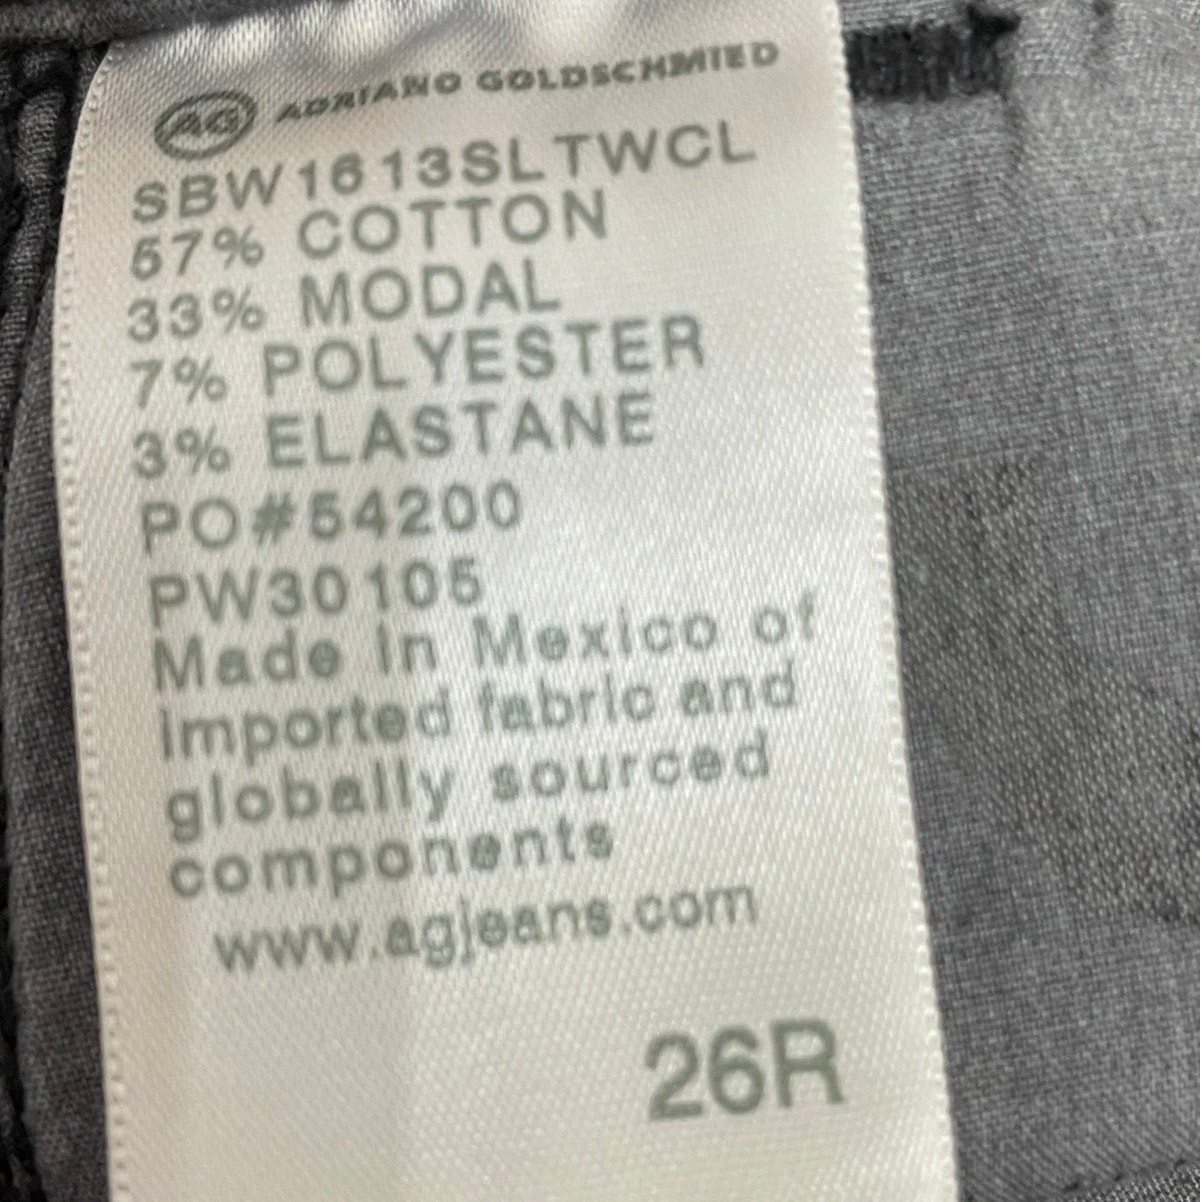 AG ADRIANO GOLDSCHMIED
SBW1613SLTWCL
57% COTTON
33% MODAL
7% POLYESTER
3% ELASTANE
PO#54200
PW30105
Made in Mexico of
imported fabric and
globally sourced
components
www.agjeans.com
26R